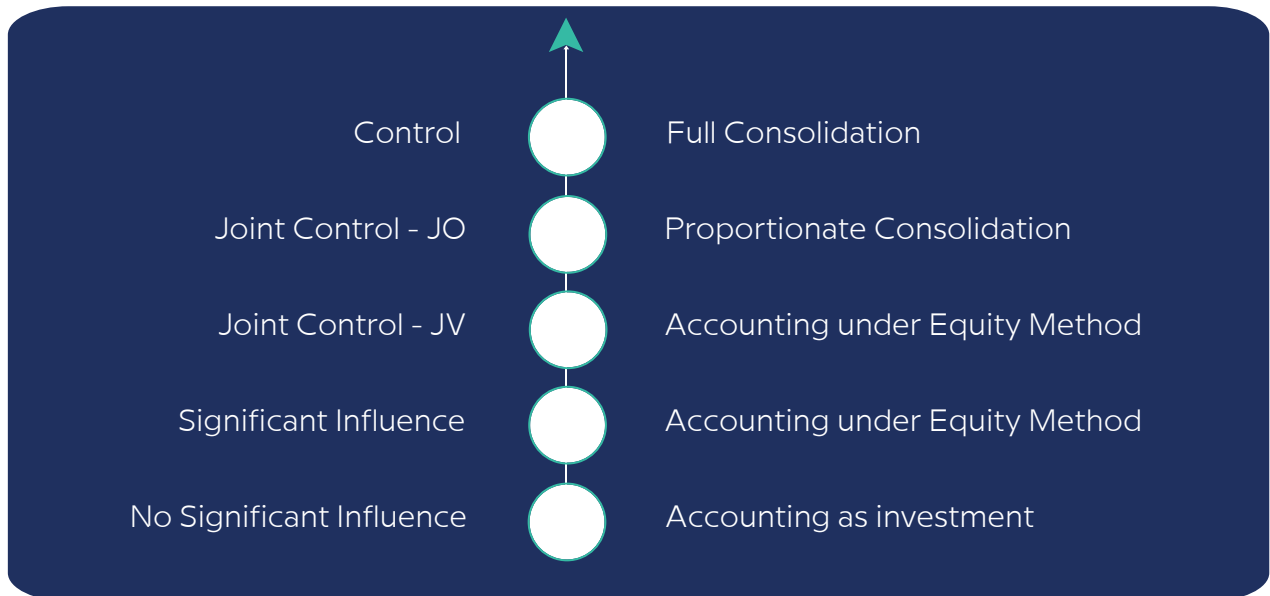 Control
Full Consolidation
Joint Control - JO
Proportionate Consolidation
Joint Control - JV
Accounting under Equity Method
Significant Influence
Accounting under Equity Method
No Significant Influence
Accounting as investment